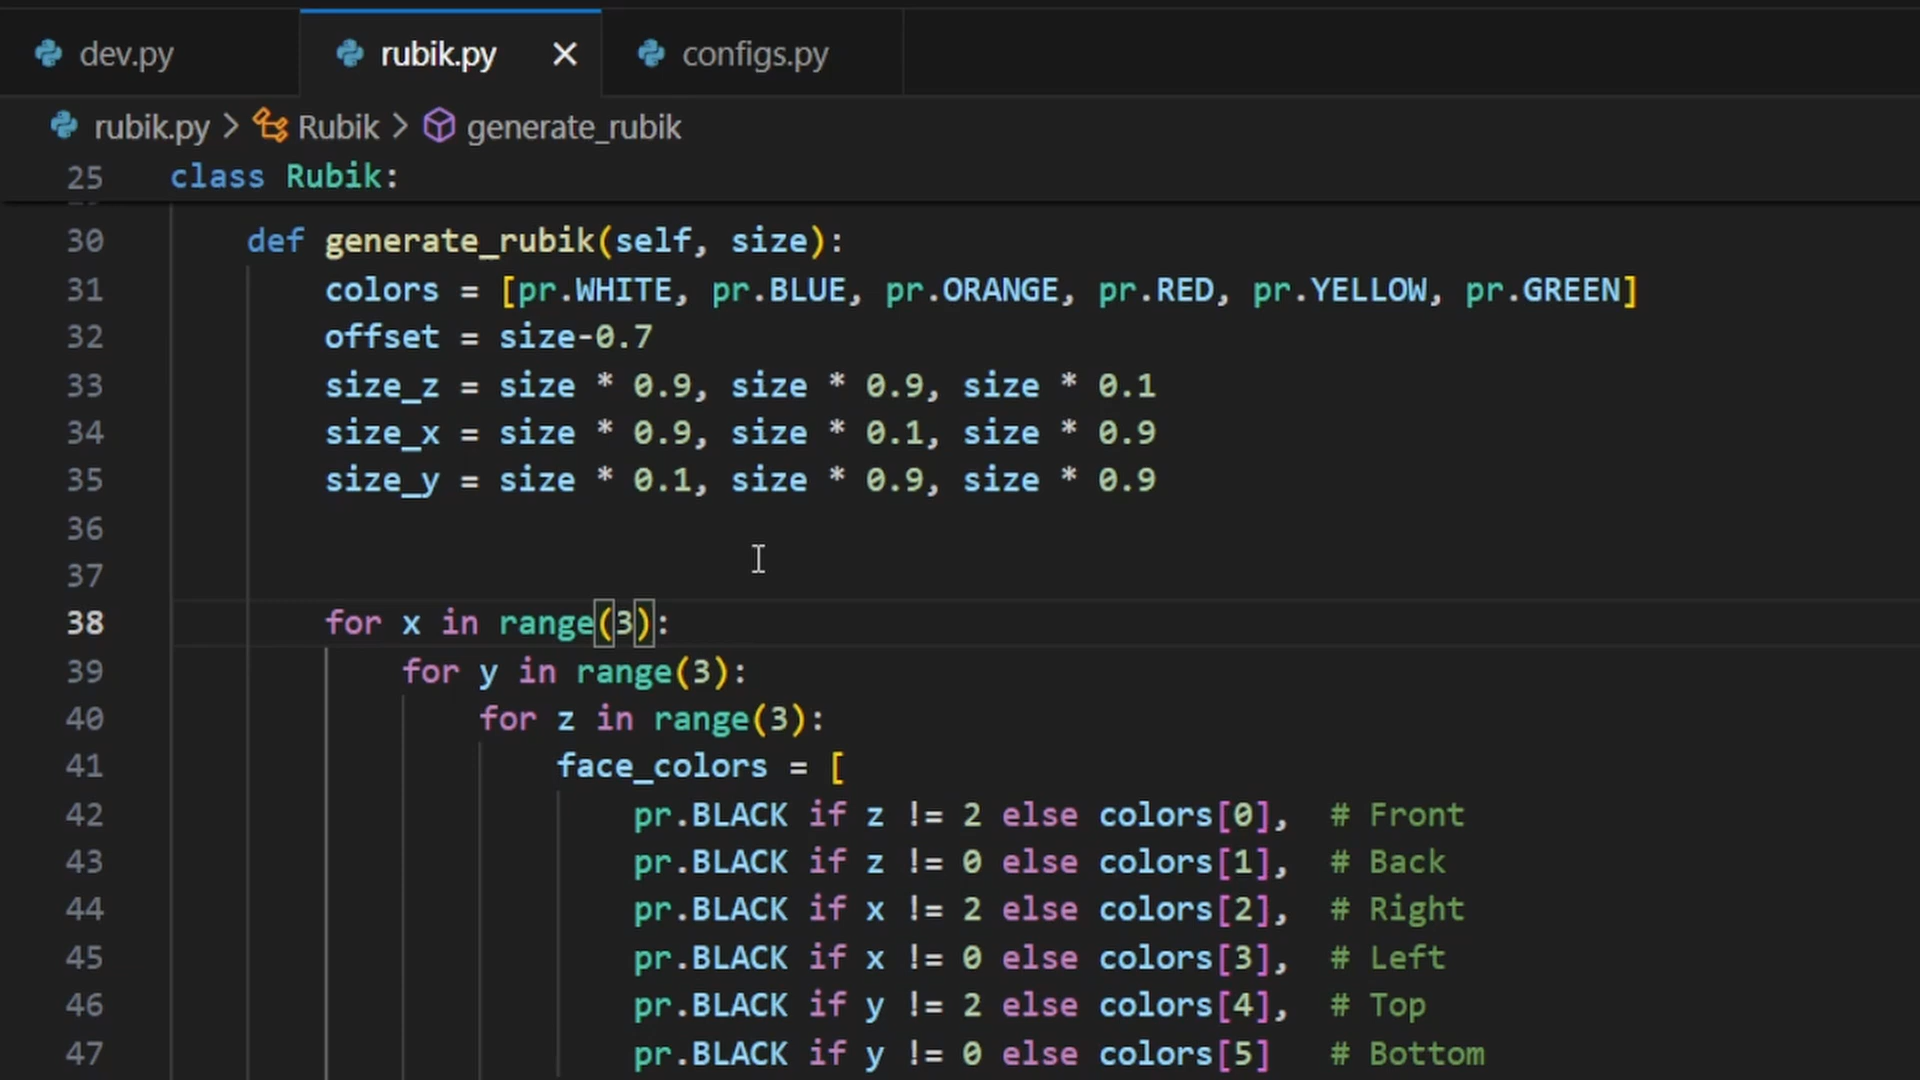 dev.py rubik.py configs.py
rubik.py > Rubik > generate_rubik
25 class Rubik:
30 def generate_rubik(self, size):
31 colors = [pr.WHITE, pr.BLUE, pr.ORANGE, pr.RED, pr.YELLOW, pr.GREEN]
32 offset = size-0.7
33 size_z = size * 0.9, size * 0.9, size * 0.1
34 size_x = size * 0.9, size * 0.1, size * 0.9
35 size_y = size * 0.1, size * 0.9, size * 0.9
36
37
38 for x in range(3):
39 for y in range(3):
40 for z in range(3):
41 face_colors = [
42 pr.BLACK if z != 2 else colors[0], # Front
43 pr.BLACK if z != 0 else colors[1], # Back
44 pr.BLACK if x != 2 else colors[2], # Right
45 pr.BLACK if x != 0 else colors[3], # Left
46 pr.BLACK if y != 2 else colors[4], # Top
47 pr.BLACK if y != 0 else colors[5] # Bottom